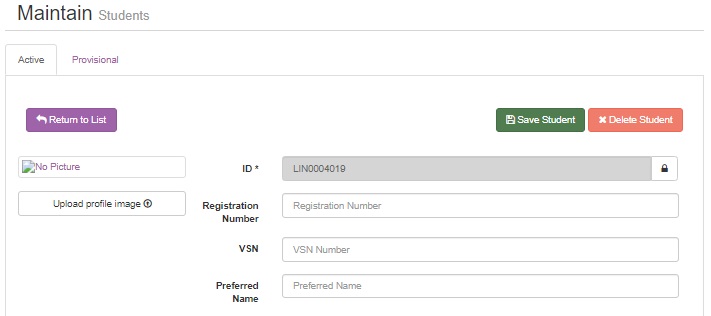 Maintain Students
Active Provisional
Return to List Save Student Delete Student
No Picture ID * LIN0004019
Upload profile image
Registration Number Registration Number
VSN VSN Number
Preferred Name Preferred Name